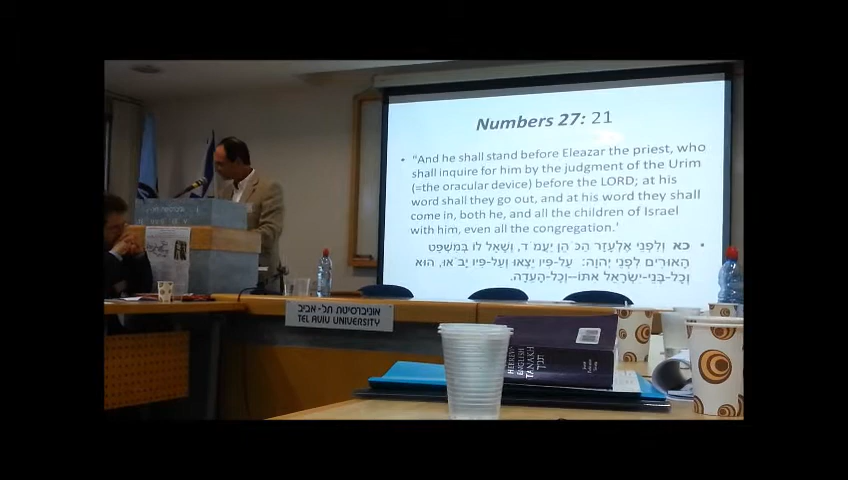 Numbers 27: 21
• "And he shall stand before Eleazar the priest, who
shall inquire for him by the judgment of the Urim
(=the oracular device) before the LORD; at his
word shall they go out, and at his word they shall
come in, both he, and all the children of Israel
with him, even all the congregation.'
• כא וְלִפְנֵי אֶלְעָזָר הַכֹּהֵן יַעֲמֹד, וְשָׁאַל לוֹ בְּמִשְׁפַּט
הָאוּרִים לִפְנֵי יְהוָה: עַל-פִּיו יֵצְאוּ וְעַל-פִּיו יָבֹאוּ, הוּא
וְכָל-בְּנֵי-יִשְׂרָאֵל אִתּוֹ--וְכָל-הָעֵדָה.
אוניברסיטת תל-אביב
TEL AVIV UNIVERSITY
HEBREW
ENGLISH
TANAKH
תנ"ך